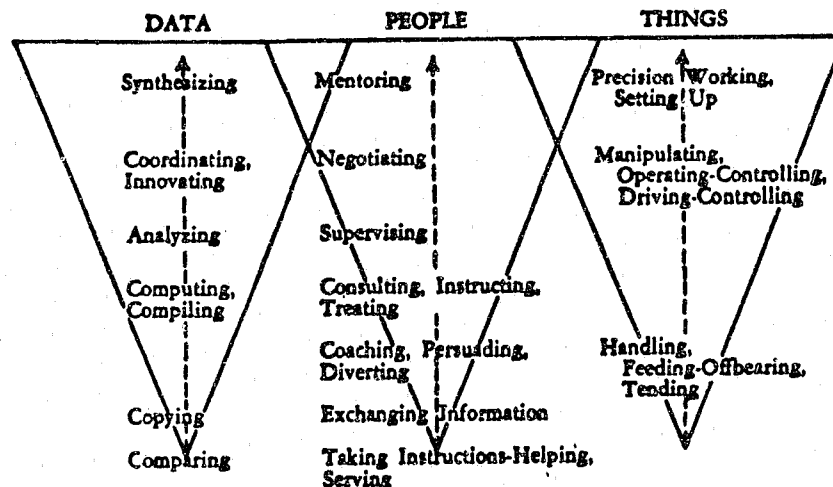 DATA
PEOPLE
THINGS
Synthesizing
Mentoring
Precision Working,
Setting Up
Coordinating,
Innovating
Negotiating
Manipulating,
Operating-Controlling,
Driving-Controlling
Analyzing
Supervising
Computing,
Compiling
Consulting, Instructing,
Treating
Coaching, Persuading,
Diverting
Handling,
Feeding-Offbearing,
Tending
Copying
Exchanging Information
Comparing
Taking Instructions-Helping,
Serving